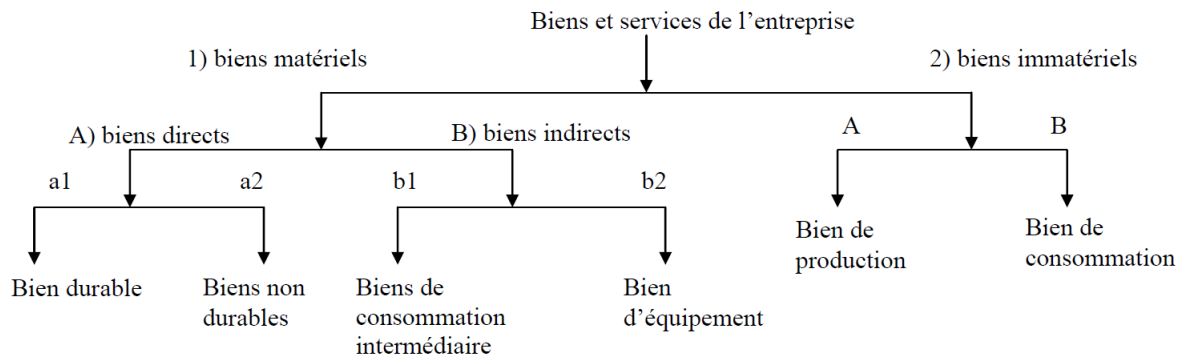 Biens et services de l’entreprise
1) biens matériels
2) biens immatériels
A) biens directs
B) biens indirects
A
B
a1
a2
b1
b2
Bien durable
Biens non
durables
Biens de
consommation
intermédiaire
Bien
d’équipement
Bien de
production
Bien de
consommation